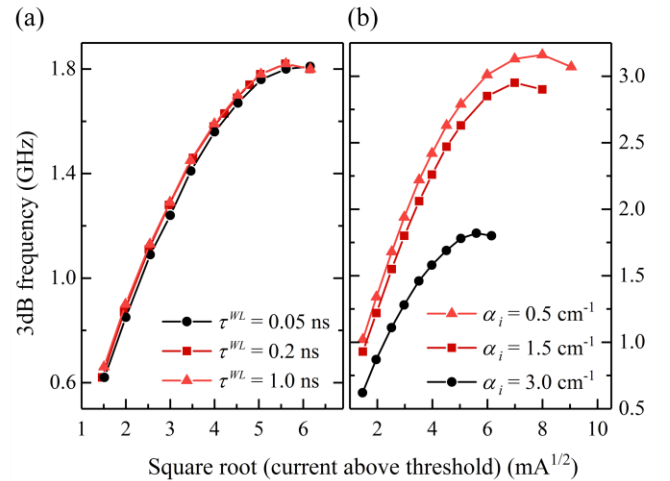 (a)
(b)
3dB frequency (GHz)
1.8
1.4
1.0
0.6
τ^WL = 0.05 ns
τ^WL = 0.2 ns
τ^WL = 1.0 ns
1 2 3 4 5 6
3.0
2.5
2.0
1.5
1.0
0.5
α_i = 0.5 cm⁻¹
α_i = 1.5 cm⁻¹
α_i = 3.0 cm⁻¹
2 4 6 8 10
Square root (current above threshold) (mA^1/2)